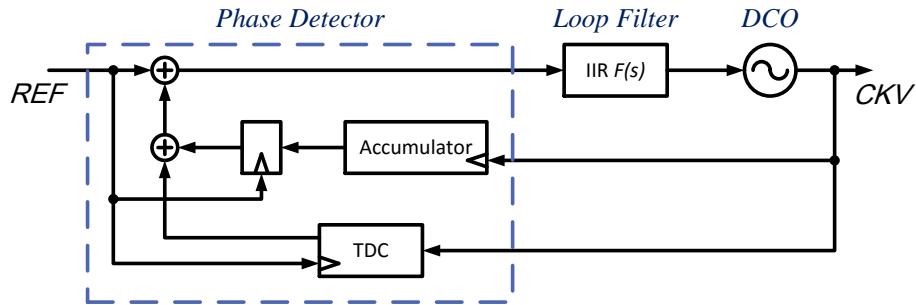 Phase Detector
Loop Filter
DCO
REF
+
IIR F(s)
CKV
+
Accumulator
TDC